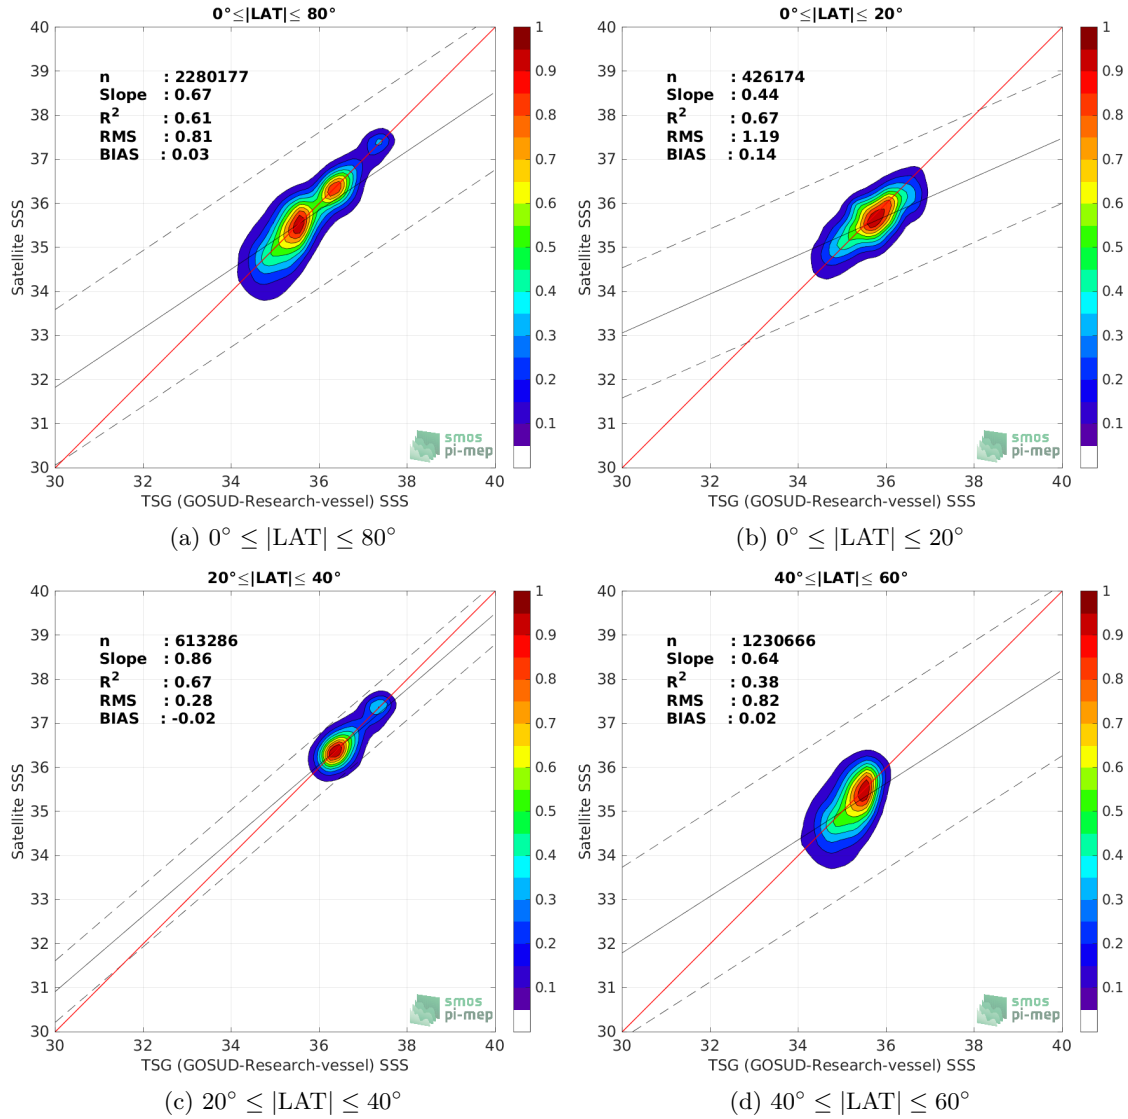 0°≤|LAT|≤ 80°
40
39
38
37
36
35
34
33
32
31
30
n : 2280177
Slope : 0.67
R2 : 0.61
RMS : 0.81
BIAS : 0.03
Satellite SSS
smos
pi-mep
30 32 34 36 38 40
TSG (GOSUD-Research-vessel) SSS
1
0.9
0.8
0.7
0.6
0.5
0.4
0.3
0.2
0.1
(a) 0° ≤ |LAT| ≤ 80°
0°≤|LAT|≤ 20°
40
39
38
37
36
35
34
33
32
31
30
n : 426174
Slope : 0.44
R2 : 0.67
RMS : 1.19
BIAS : 0.14
Satellite SSS
smos
pi-mep
30 32 34 36 38 40
TSG (GOSUD-Research-vessel) SSS
1
0.9
0.8
0.7
0.6
0.5
0.4
0.3
0.2
0.1
(b) 0° ≤ |LAT| ≤ 20°
20°≤|LAT|≤ 40°
40
39
38
37
36
35
34
33
32
31
30
n : 613286
Slope : 0.86
R2 : 0.67
RMS : 0.28
BIAS : -0.02
Satellite SSS
smos
pi-mep
30 32 34 36 38 40
TSG (GOSUD-Research-vessel) SSS
1
0.9
0.8
0.7
0.6
0.5
0.4
0.3
0.2
0.1
(c) 20° ≤ |LAT| ≤ 40°
40°≤|LAT|≤ 60°
40
39
38
37
36
35
34
33
32
31
30
n : 1230666
Slope : 0.64
R2 : 0.38
RMS : 0.82
BIAS : 0.02
Satellite SSS
smos
pi-mep
30 32 34 36 38 40
TSG (GOSUD-Research-vessel) SSS
1
0.9
0.8
0.7
0.6
0.5
0.4
0.3
0.2
0.1
(d) 40° ≤ |LAT| ≤ 60°